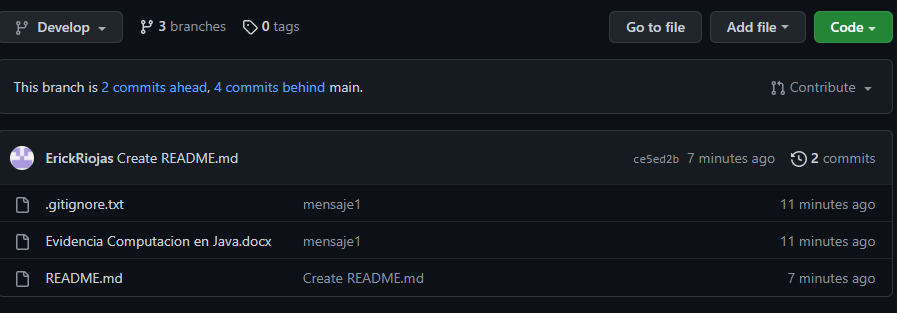 Develop 3 branches 0 tags Go to file Add file Code
This branch is 2 commits ahead, 4 commits behind main. Contribute
ErickRiojas Create README.md ce5ed2b 7 minutes ago 2 commits
.gitignore.txt mensaje1 11 minutes ago
Evidencia Computacion en Java.docx mensaje1 11 minutes ago
README.md Create README.md 7 minutes ago